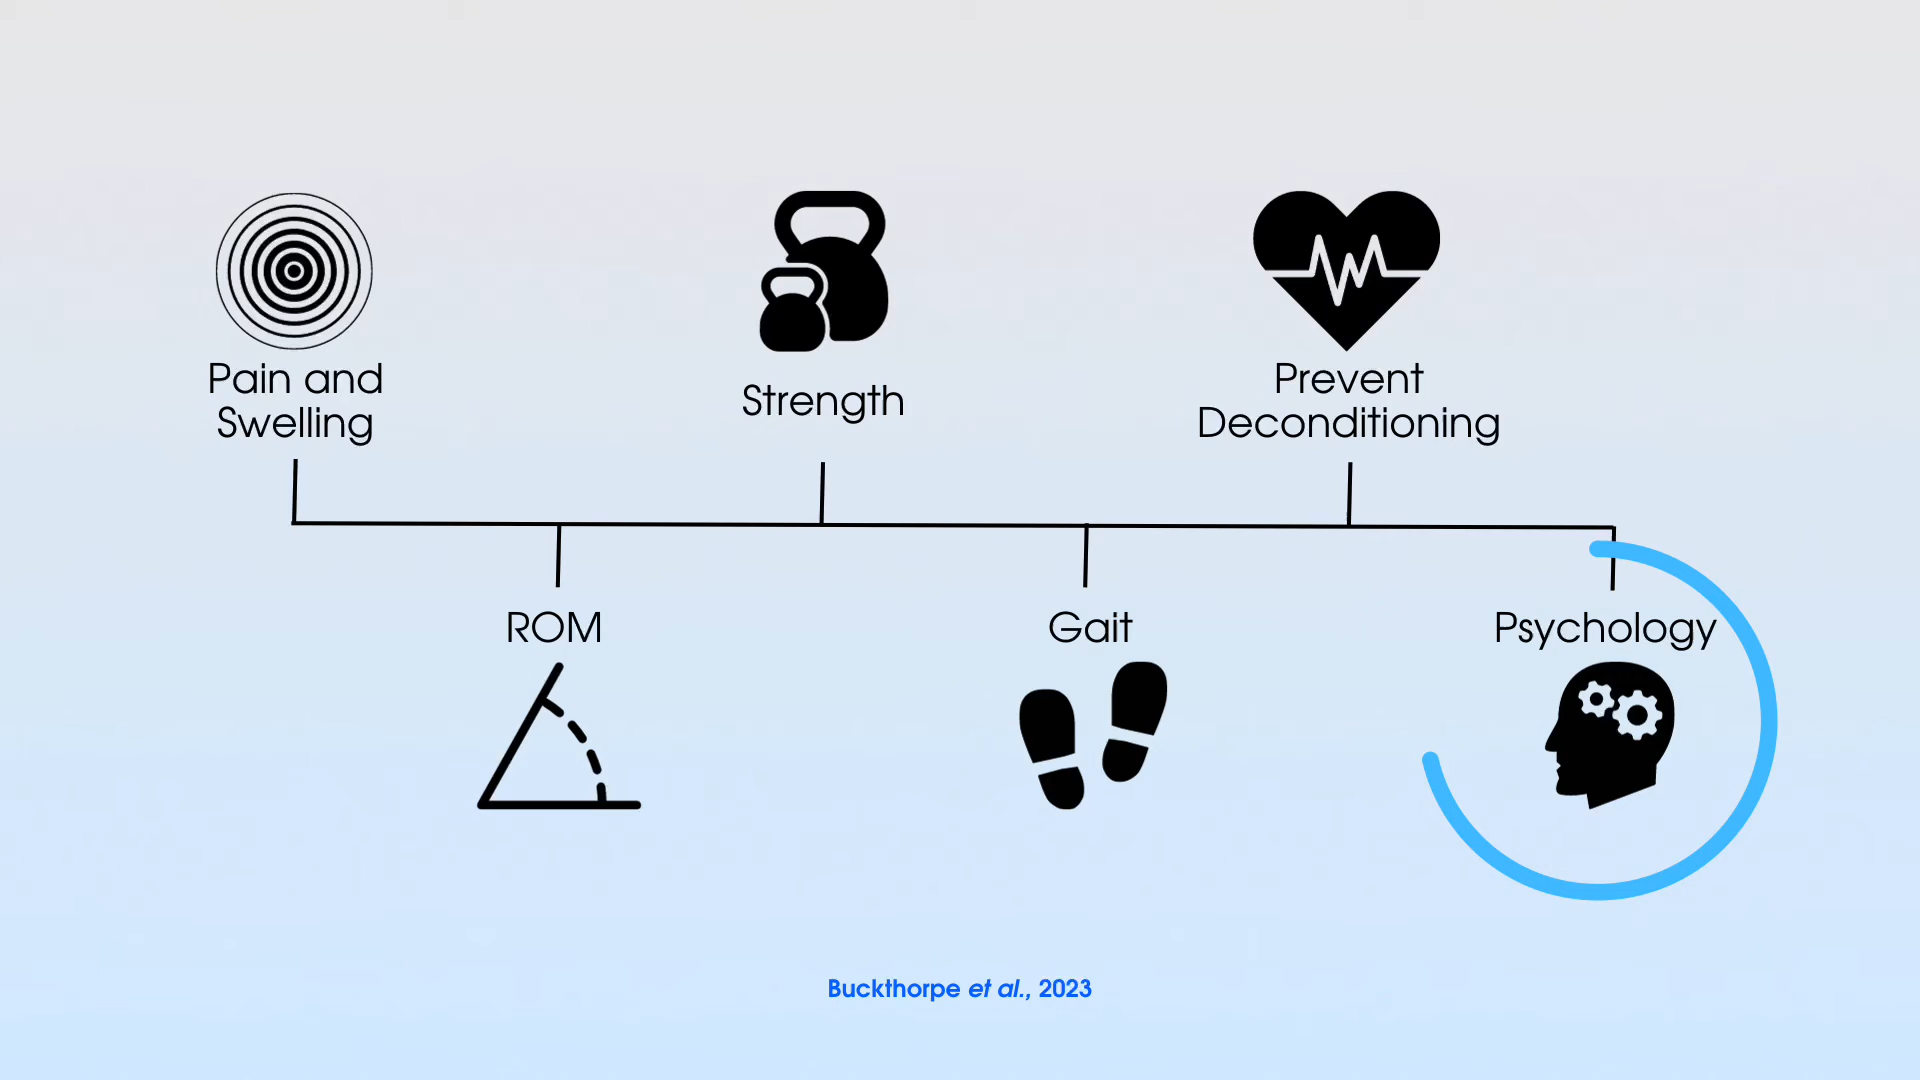 Pain and
Swelling
Strength
Prevent
Deconditioning
ROM
Gait
Psychology
Buckthorpe et al., 2023